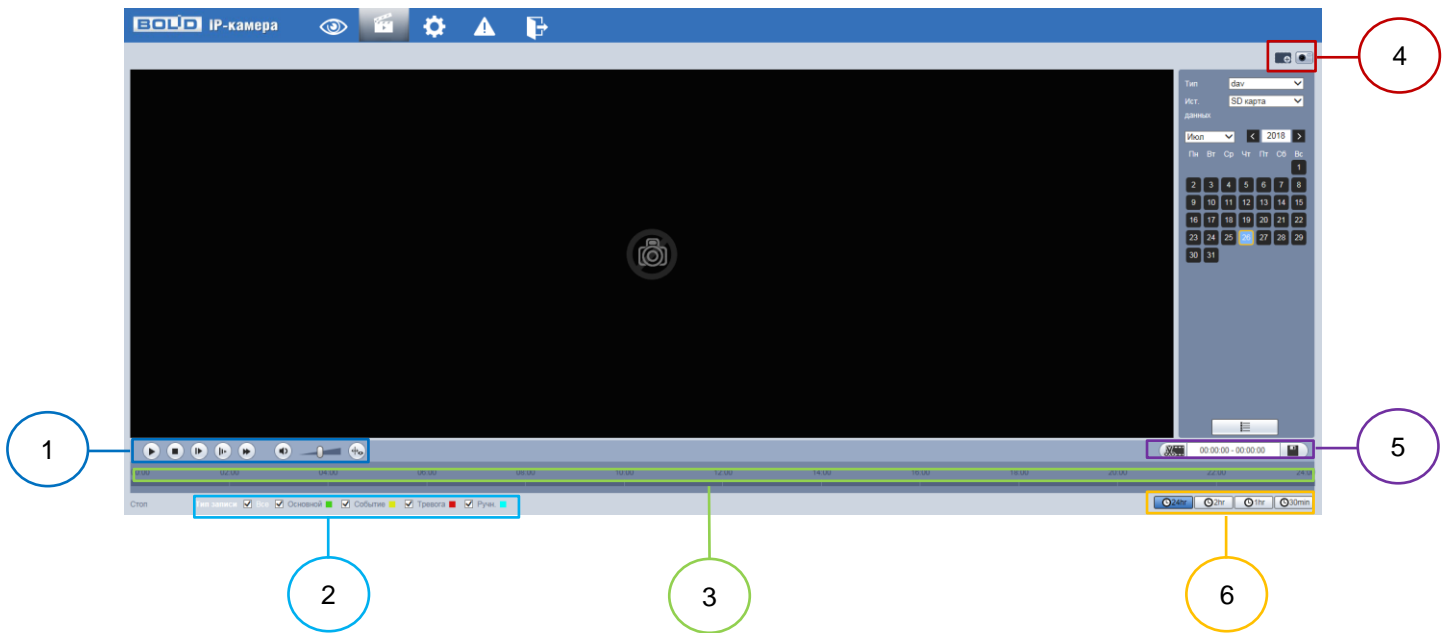 BOLID IP-камера
4
Тип dav
Ист. данных SD карта
Июл 2018
Пн Вт Ср Чт Пт Сб Вс
1
2 3 4 5 6 7 8
9 10 11 12 13 14 15
16 17 18 19 20 21 22
23 24 25 26 27 28 29
30 31
1
00:00:00 - 00:00:00
5
0:00 02:00 04:00 06:00 08:00 10:00 12:00 14:00 16:00 18:00 20:00 22:00 24:0
Стоп Тип записи Все Основной Событие Тревога Ручн.
24hr 2hr 1hr 30min
2
3
6